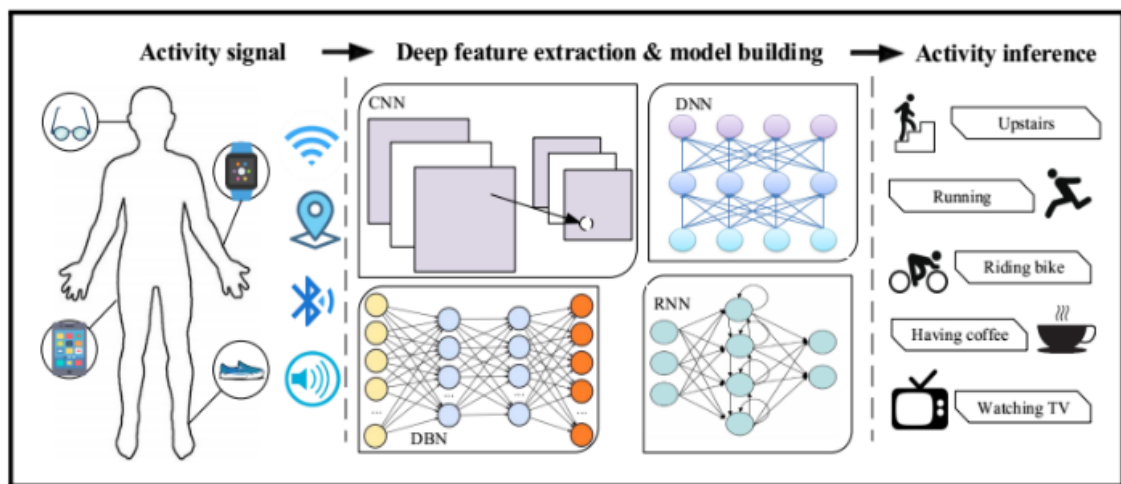 Activity signal
Deep feature extraction & model building
Activity inference
CNN
DNN
DBN
RNN
Upstairs
Running
Riding bike
Having coffee
Watching TV